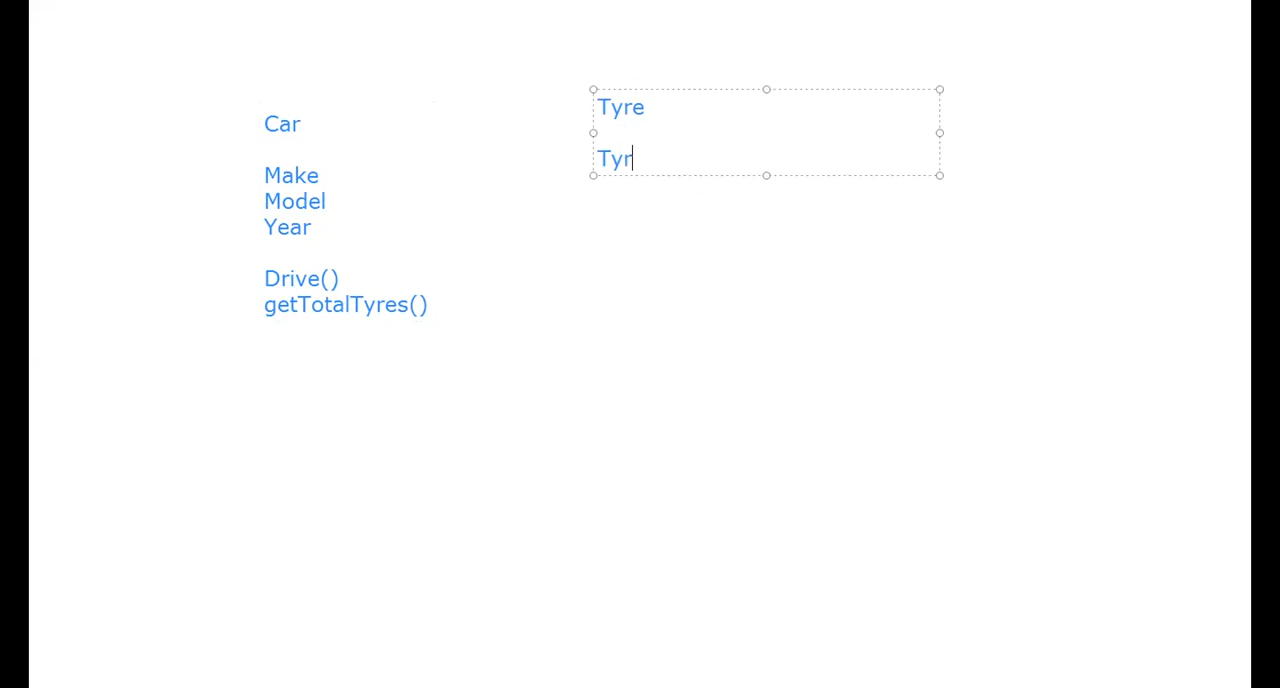 Car
Make
Model
Year
Drive()
getTotalTyres()
Tyre
Tyr